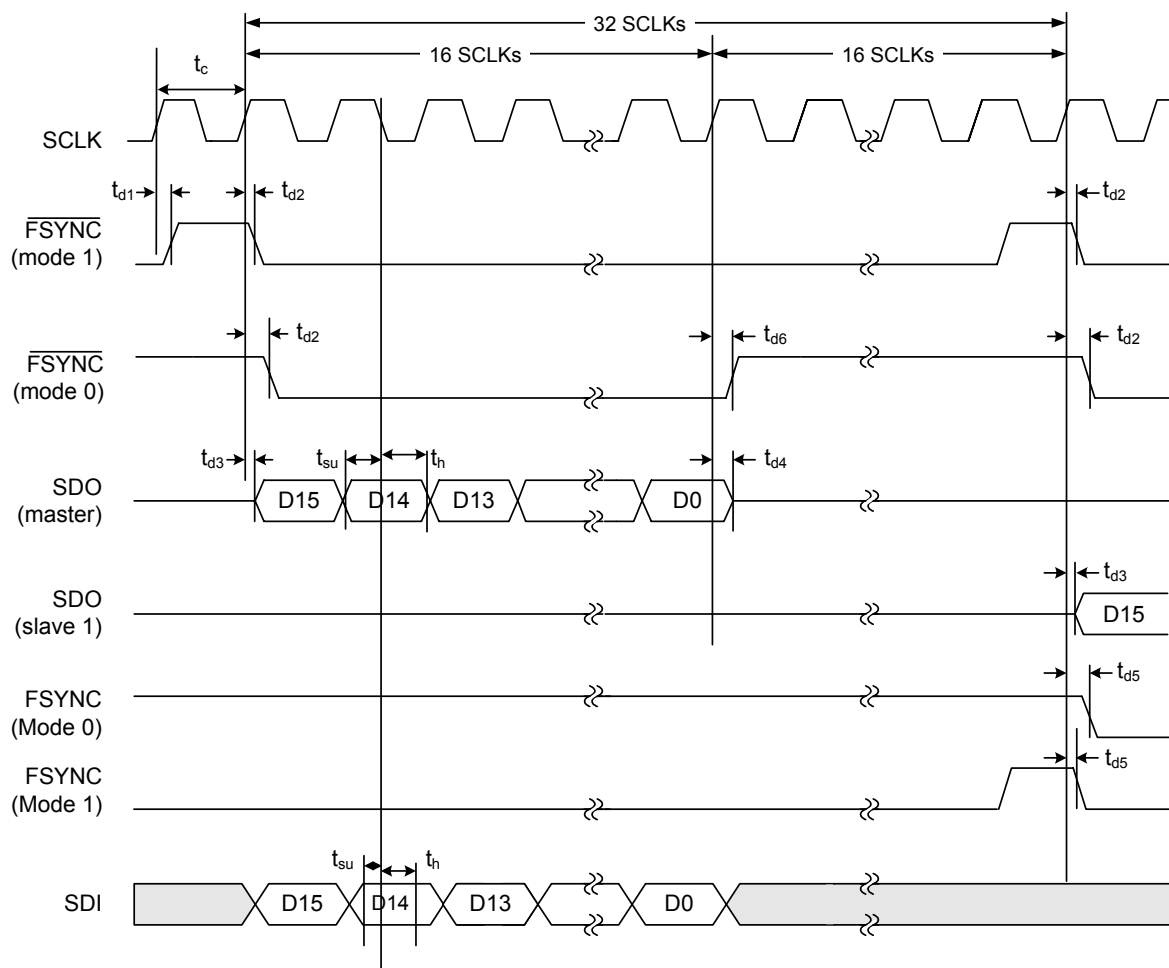 32 SCLKs
16 SCLKs
16 SCLKs
tc
SCLK
td1
td2
td2
FSYNC
(mode 1)
td2
td6
td2
FSYNC
(mode 0)
td3
tsu
th
td4
SDO
(master)
D15
D14
D13
D0
td3
SDO
(slave 1)
D15
FSYNC
(Mode 0)
td5
FSYNC
(Mode 1)
td5
tsu
th
SDI
D15
D14
D13
D0